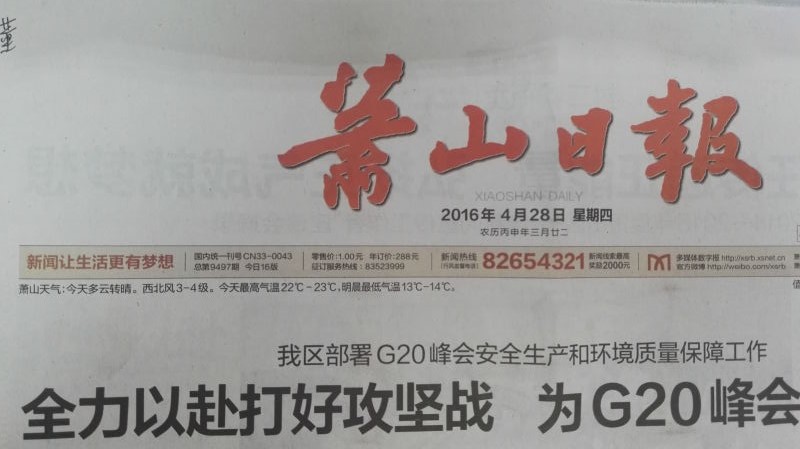 董
萧山日报
XIAOSHAN DAILY
2016年4月28日 星期四
农历丙申年三月廿二
新闻让生活更有梦想
国内统一刊号CN33-0043
总第9497期 今日16版
零售价:1.00元 年订价:288元
征订服务热线:83523999
新闻热线
(行风监督电话)
82654321
新闻线索最高
奖励2000元
多媒体数字报 http://xsrb.xsnet.cn
官方微博 http://weibo.com/xsrb
萧山天气:今天多云转晴。西北风3-4级。今天最高气温22℃~23℃,明晨最低气温13℃-14℃。
我区部署G20峰会安全生产和环境质量保障工作
全力以赴打好攻坚战 为G20峰会